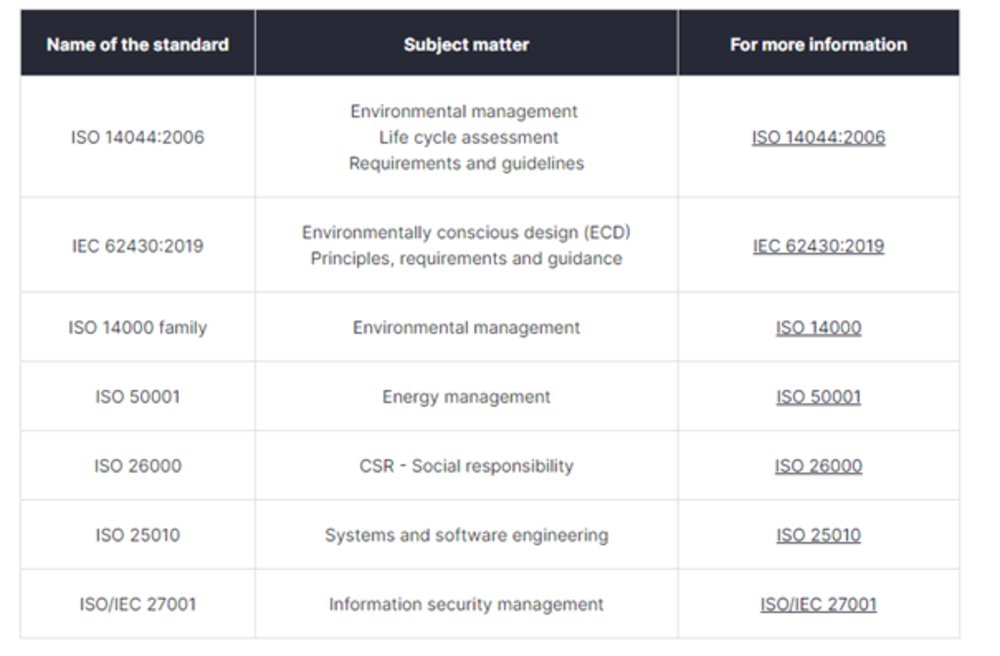 Name of the standard
Subject matter
For more information
ISO 14044:2006
Environmental management
Life cycle assessment
Requirements and guidelines
ISO 14044:2006
IEC 62430:2019
Environmentally conscious design (ECD)
Principles, requirements and guidance
IEC 62430:2019
ISO 14000 family
Environmental management
ISO 14000
ISO 50001
Energy management
ISO 50001
ISO 26000
CSR - Social responsibility
ISO 26000
ISO 25010
Systems and software engineering
ISO 25010
ISO/IEC 27001
Information security management
ISO/IEC 27001